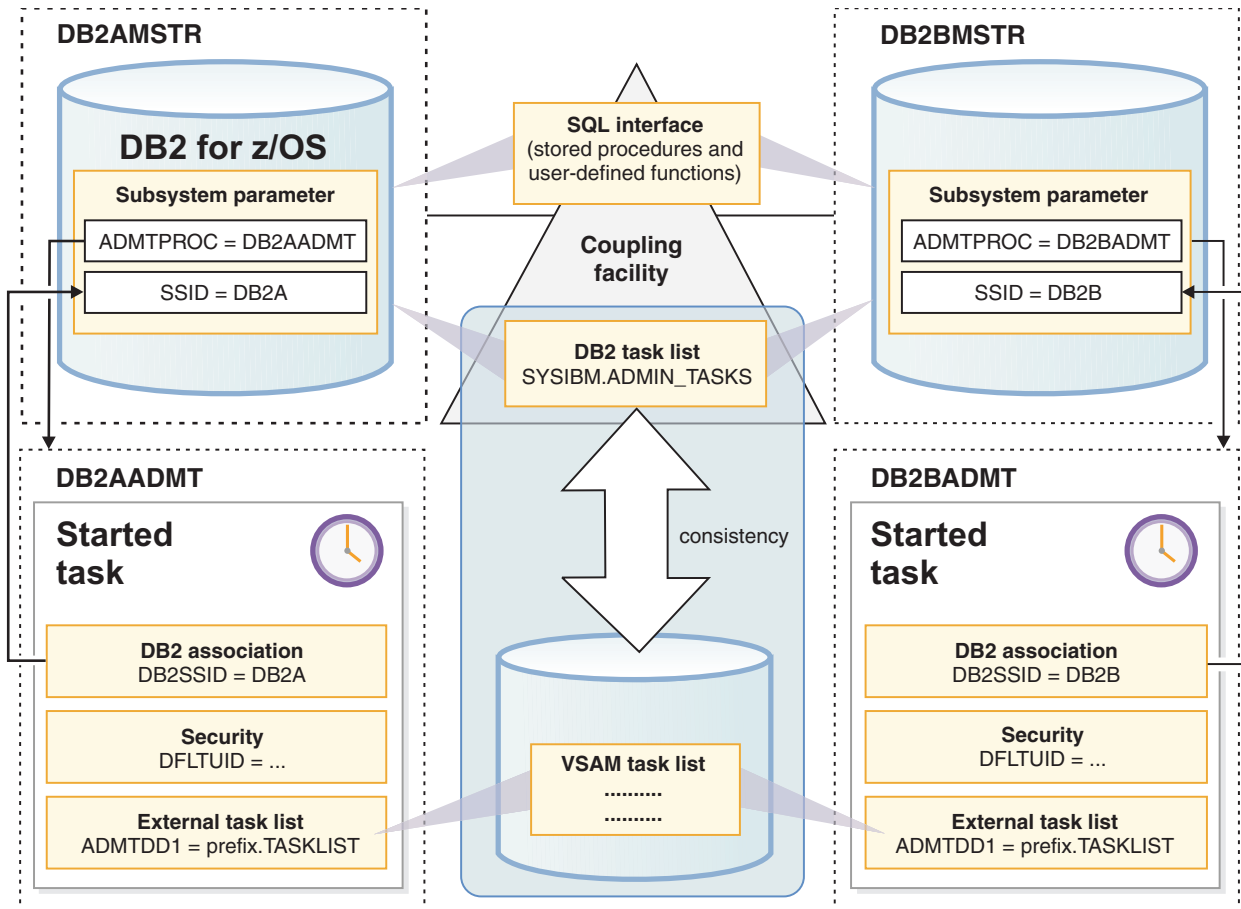 DB2AMSTR
DB2 for z/OS
Subsystem parameter
ADMTPROC = DB2AADMT
SSID = DB2A
SQL interface
(stored procedures and
user-defined functions)
Coupling
facility
DB2 task list
SYSIBM.ADMIN_TASKS
DB2BMSTR
Subsystem parameter
ADMTPROC = DB2BADMT
SSID = DB2B
DB2AADMT
Started
task
DB2 association
DB2SSID = DB2A
Security
DFLTUID = ...
External task list
ADMTDD1 = prefix.TASKLIST
consistency
VSAM task list
..........
..........
DB2BADMT
Started
task
DB2 association
DB2SSID = DB2B
Security
DFLTUID = ...
External task list
ADMTDD1 = prefix.TASKLIST